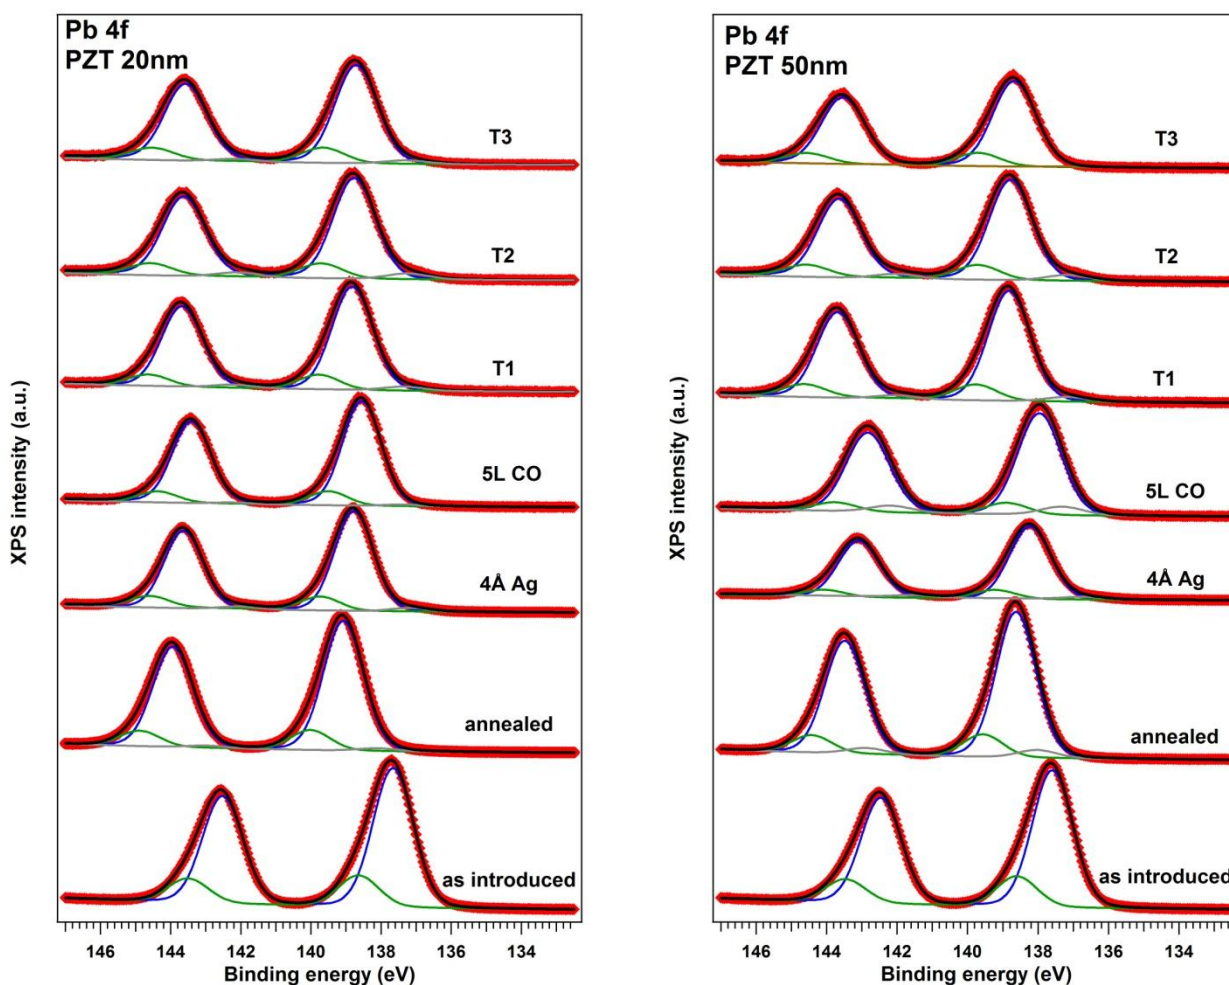 Pb 4f
PZT 20nm
T3
T2
T1
5L CO
4Å Ag
annealed
as introduced
XPS intensity (a.u.)
146 144 142 140 138 136 134
Binding energy (eV)
Pb 4f
PZT 50nm
T3
T2
T1
5L CO
4Å Ag
annealed
as introduced
XPS intensity (a.u.)
146 144 142 140 138 136 134
Binding energy (eV)